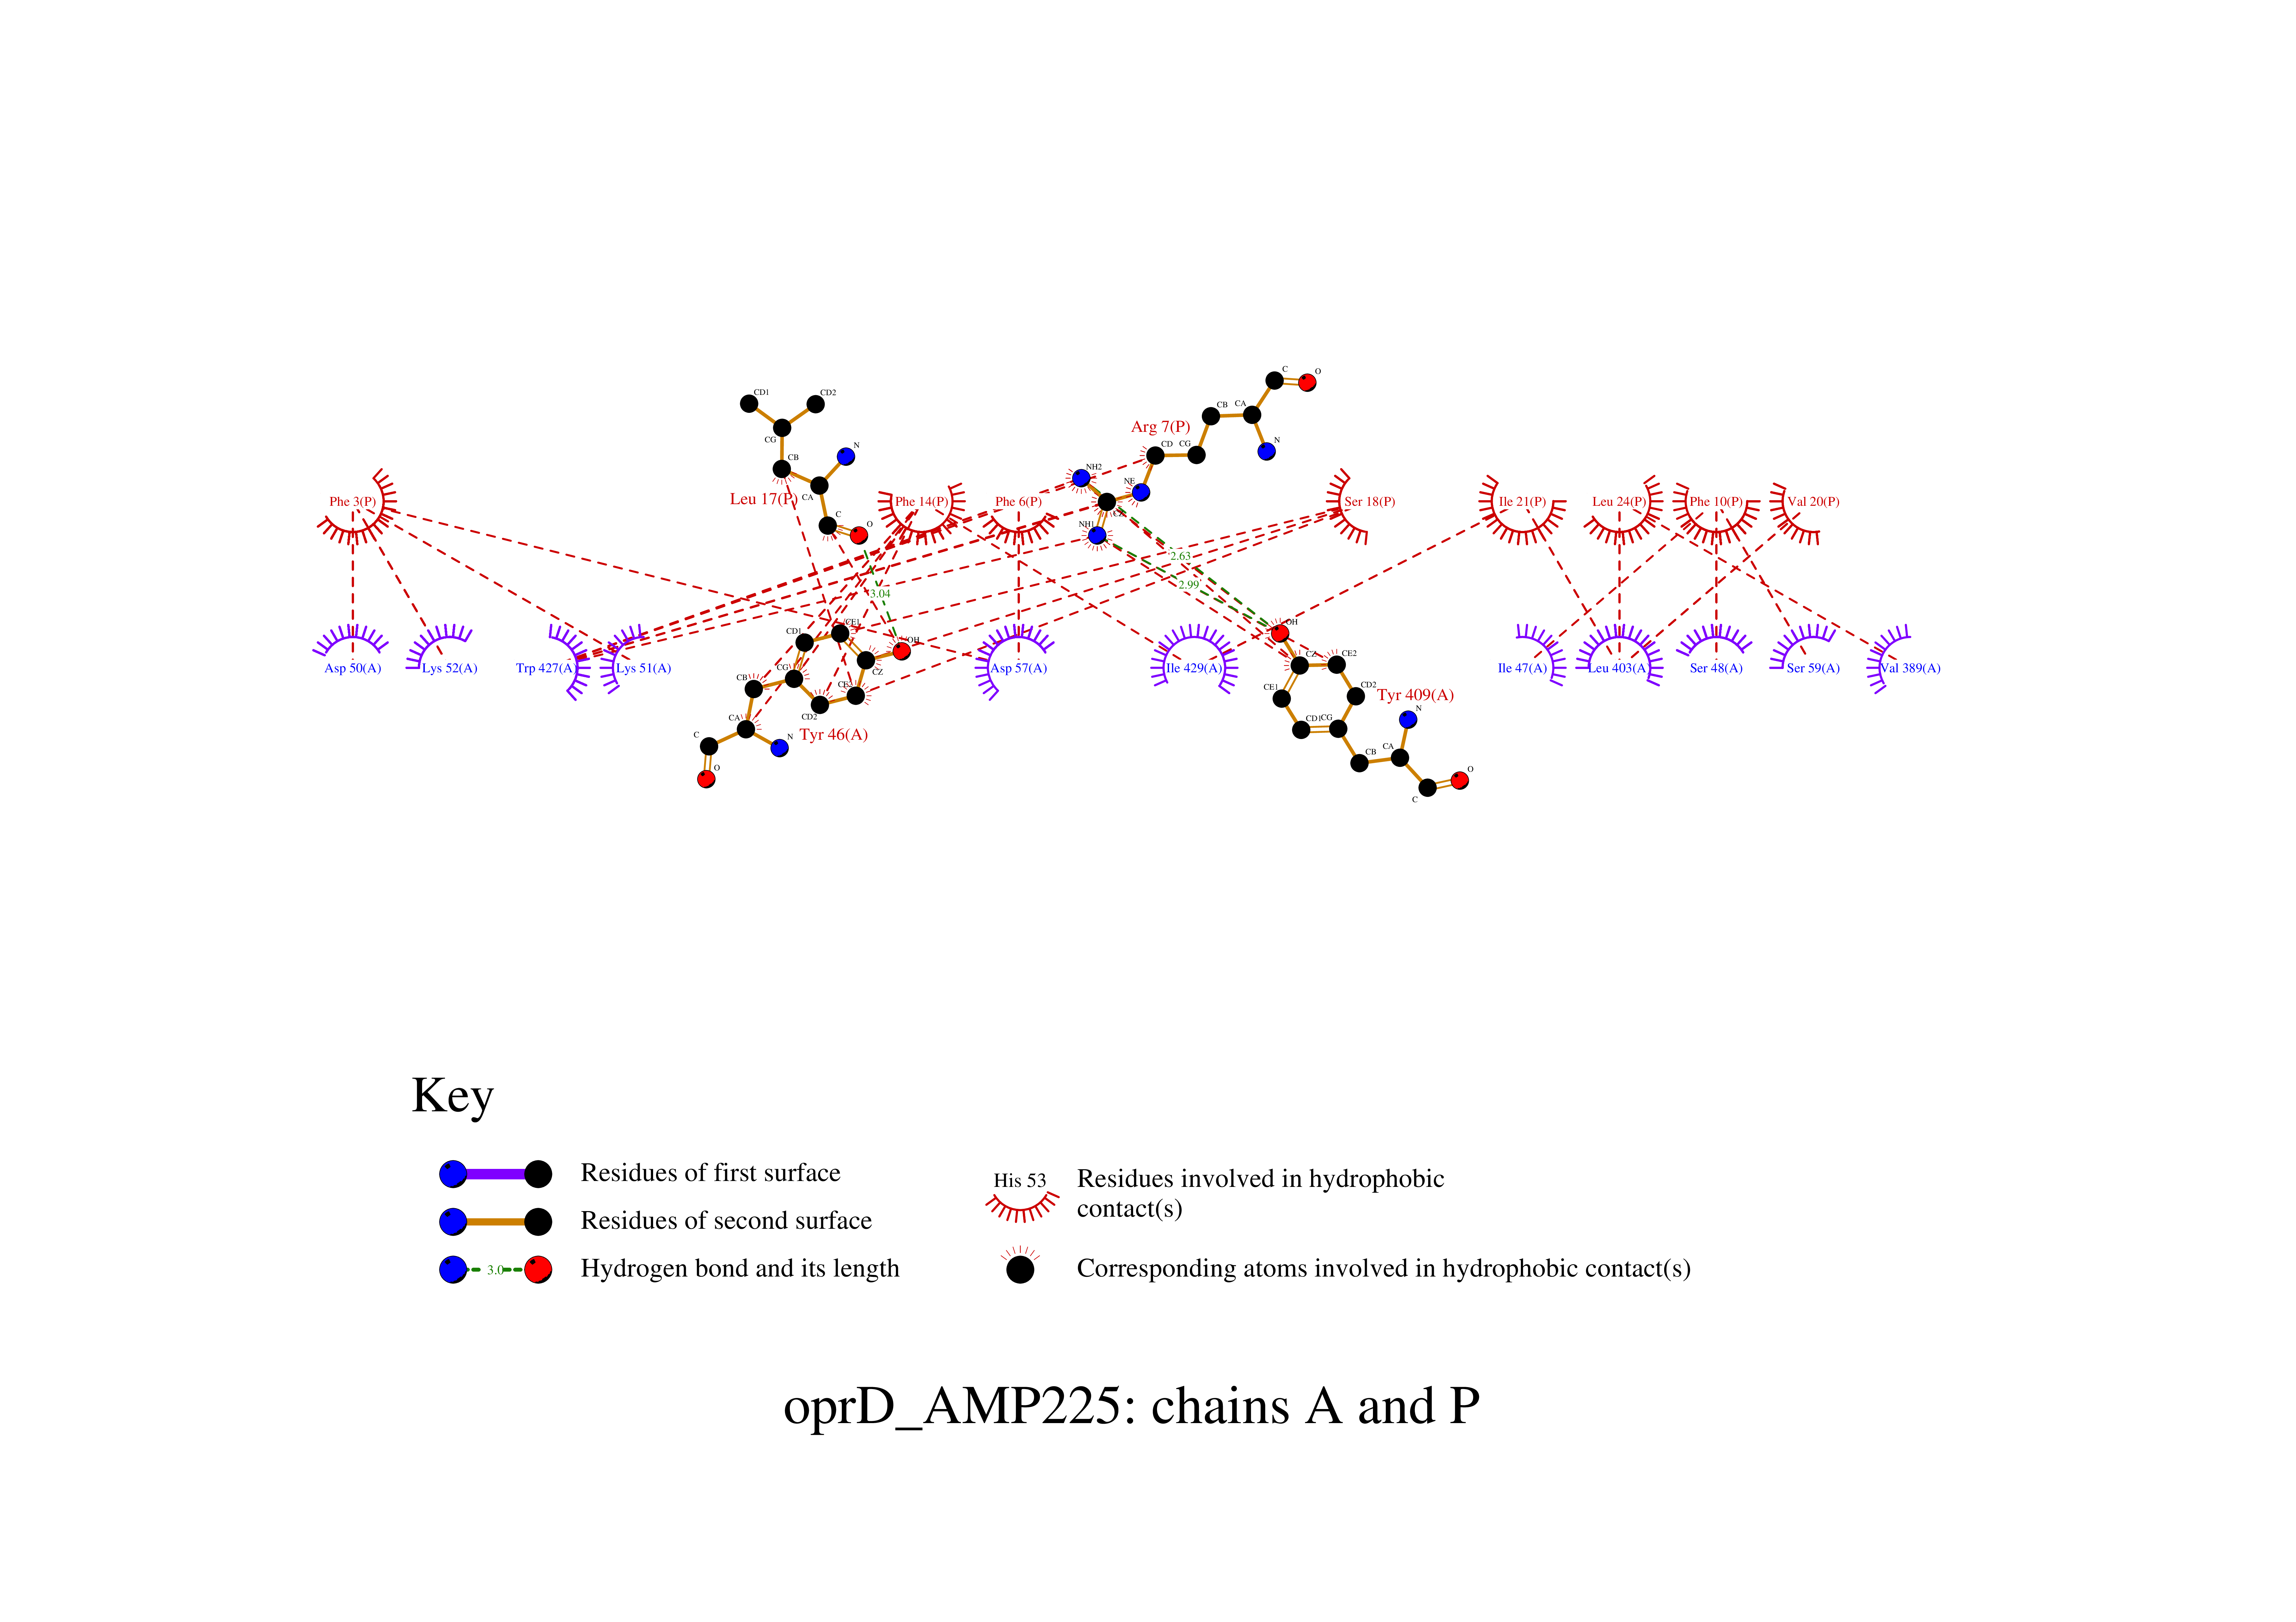 C
O
CD1
CD2
CB
CA
Arg 7(P)
N
CG
N
CD
CG
CB
NH2
NE
Leu 17(P)
CA
Phe 3(P)
Phe 14(P)
Phe 6(P)
Ser 18(P)
Ile 21(P)
Leu 24(P)
Phe 10(P)
Val 20(P)
C
O
NH1
2.63
2.99
3.04
CD1
CE1
OH
OH
CZ
CE2
Asp 50(A)
Lys 52(A)
Trp 427(A)
Lys 51(A)
CG
CZ
Asp 57(A)
Ile 429(A)
Ile 47(A)
Leu 403(A)
Ser 48(A)
Ser 59(A)
Val 389(A)
CB
CE2
CE1
CD2
Tyr 409(A)
CA
CD2
N
CD1
CG
C
N
Tyr 46(A)
CB
CA
O
O
C
Key
Residues of first surface
Residues of second surface
3.0
Hydrogen bond and its length
His 53
Residues involved in hydrophobic
contact(s)
Corresponding atoms involved in hydrophobic contact(s)
oprD_AMP225: chains A and P